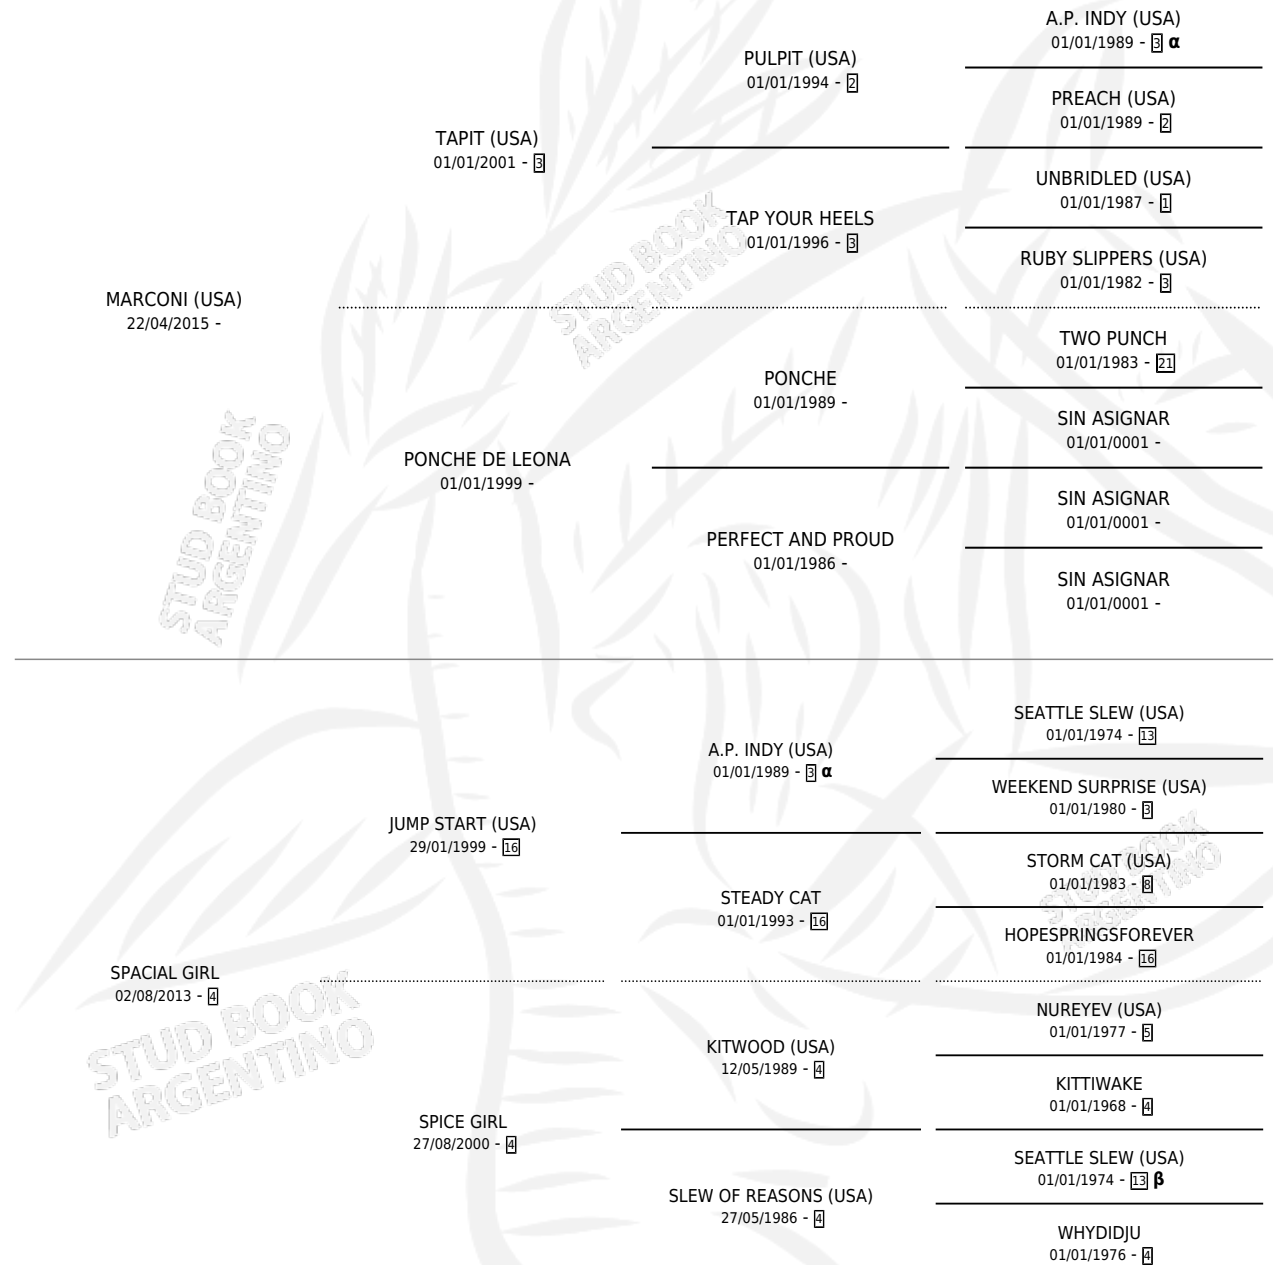 A.P. INDY (USA)
01/01/1989 - 3 α
PULPIT (USA)
01/01/1994 - 2
PREACH (USA)
01/01/1989 - 2
TAPIT (USA)
01/01/2001 - 3
UNBRIDLED (USA)
01/01/1987 - 1
TAP YOUR HEELS
01/01/1996 - 3
RUBY SLIPPERS (USA)
01/01/1982 - 3
MARCONI (USA)
22/04/2015 -
TWO PUNCH
01/01/1983 - 21
PONCHE
01/01/1989 -
SIN ASIGNAR
01/01/0001 -
PONCHE DE LEONA
01/01/1999 -
SIN ASIGNAR
01/01/0001 -
PERFECT AND PROUD
01/01/1986 -
SIN ASIGNAR
01/01/0001 -
SEATTLE SLEW (USA)
01/01/1974 - 13
A.P. INDY (USA)
01/01/1989 - 3 α
WEEKEND SURPRISE (USA)
01/01/1980 - 3
JUMP START (USA)
29/01/1999 - 16
STORM CAT (USA)
01/01/1983 - 8
STEADY CAT
01/01/1993 - 16
HOPESPRINGSFOREVER
01/01/1984 - 16
SPACIAL GIRL
02/08/2013 - 4
NUREYEV (USA)
01/01/1977 - 5
KITWOOD (USA)
12/05/1989 - 4
KITTIWAKE
01/01/1968 - 4
SPICE GIRL
27/08/2000 - 4
SEATTLE SLEW (USA)
01/01/1974 - 13 β
SLEW OF REASONS (USA)
27/05/1986 - 4
WHYDIDJU
01/01/1976 - 4
STUD BOOK
ARGENTINO
STUD BOOK
ARGENTINO
STUD BOOK
ARGENTINO
STUD BOOK
ARGENTINO